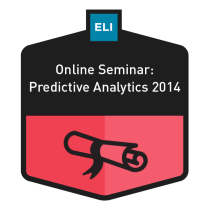 ELI
Online Seminar:
Predictive Analytics 2014